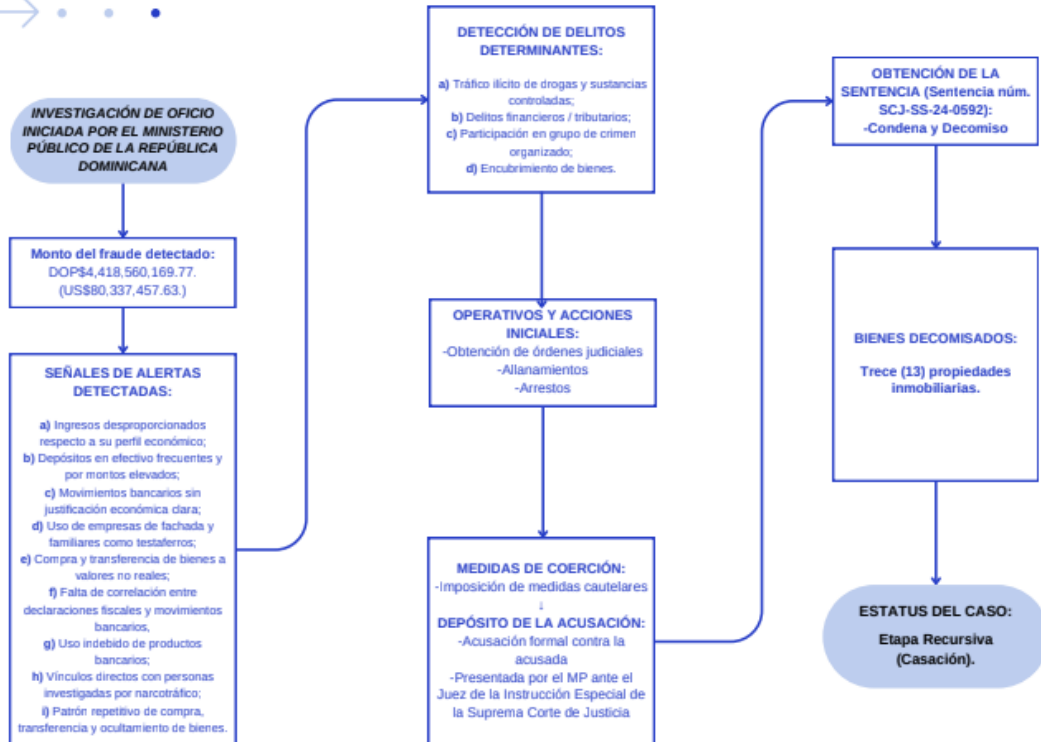 INVESTIGACIÓN DE OFICIO
INICIADA POR EL MINISTERIO
PÚBLICO DE LA REPÚBLICA
DOMINICANA
Monto del fraude detectado:
DOP$4,418,560,169.77.
(US$80,337,457.63.)
SEÑALES DE ALERTAS
DETECTADAS:
a) Ingresos desproporcionados
respecto a su perfil económico;
b) Depósitos en efectivo frecuentes y
por montos elevados;
c) Movimientos bancarios sin
justificación económica clara;
d) Uso de empresas de fachada y
familiares como testaferros;
e) Compra y transferencia de bienes a
valores no reales;
f) Falta de correlación entre
declaraciones fiscales y movimientos
bancarios,
g) Uso indebido de productos
bancarios;
h) Vínculos directos con personas
investigadas por narcotráfico;
i) Patrón repetitivo de compra,
transferencia y ocultamiento de bienes.
DETECCIÓN DE DELITOS
DETERMINANTES:
a) Tráfico ilícito de drogas y sustancias
controladas;
b) Delitos financieros / tributarios;
c) Participación en grupo de crimen
organizado;
d) Encubrimiento de bienes.
OPERATIVOS Y ACCIONES
INICIALES:
-Obtención de órdenes judiciales
-Allanamientos
-Arrestos
MEDIDAS DE COERCIÓN:
-Imposición de medidas cautelares
↓
DEPÓSITO DE LA ACUSACIÓN:
-Acusación formal contra la
acusada
-Presentada por el MP ante el
Juez de la Instrucción Especial de
la Suprema Corte de Justicia
OBTENCIÓN DE LA
SENTENCIA (Sentencia núm.
SCJ-SS-24-0592):
-Condena y Decomiso
BIENES DECOMISADOS:
Trece (13) propiedades
inmobiliarias.
ESTATUS DEL CASO:
Etapa Recursiva
(Casación).